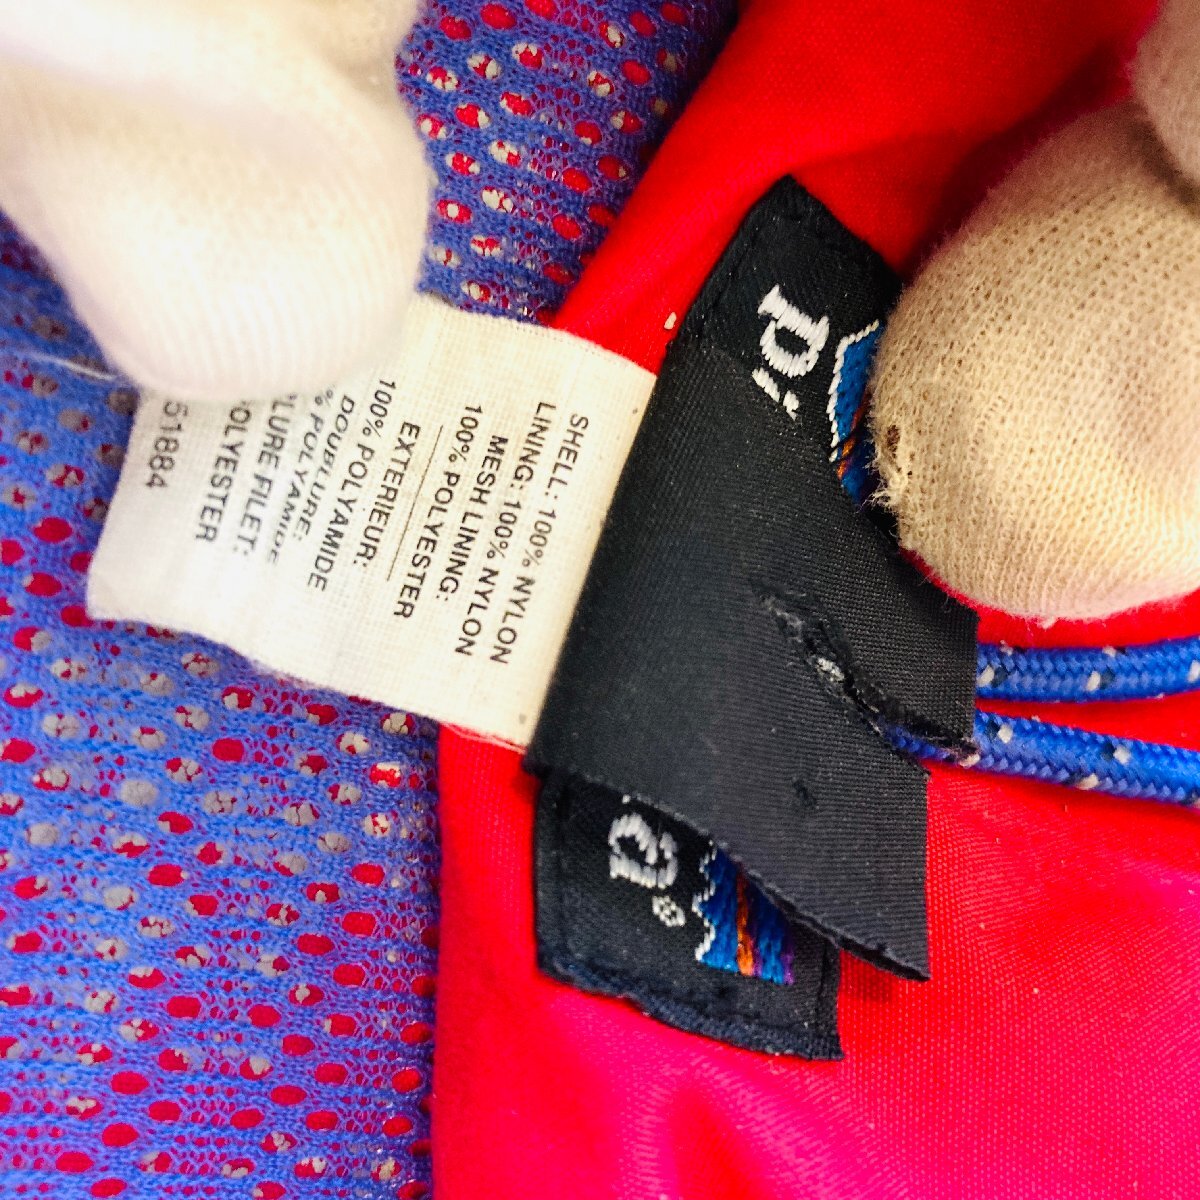 SHELL: 100% NYLON
LINING: 100% NYLON
MESH LINING:
100% POLYESTER
EXTERIEUR:
100% POLYAMIDE
DOUBLURE:
% POLYAMIDE
LURE FILET:
OLYESTER
51884
a®